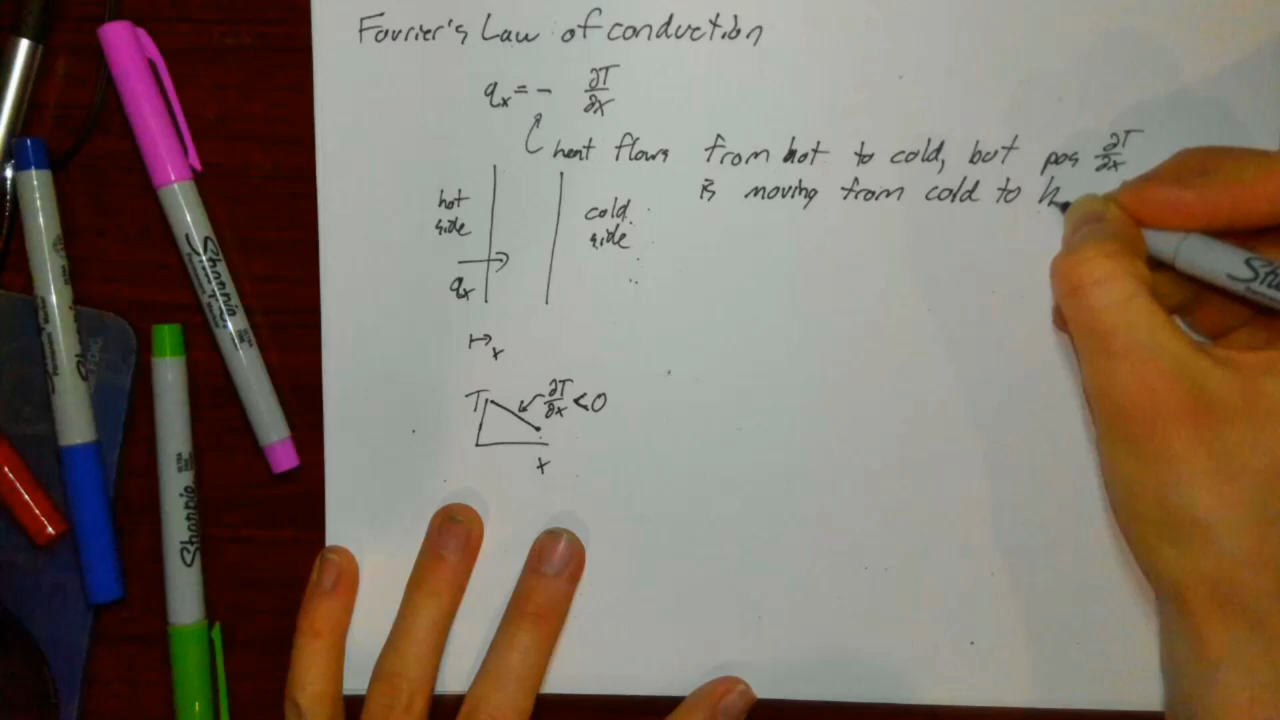 Fourier's Law of conduction
qₓ = - ∂T/∂x
heat flows from hot to cold, but pos ∂T/∂x
is moving from cold to h
hot side
cold side
qₓ
x
T
∂T/∂x < 0
x
Sharpie
Sharpie
Sharpie